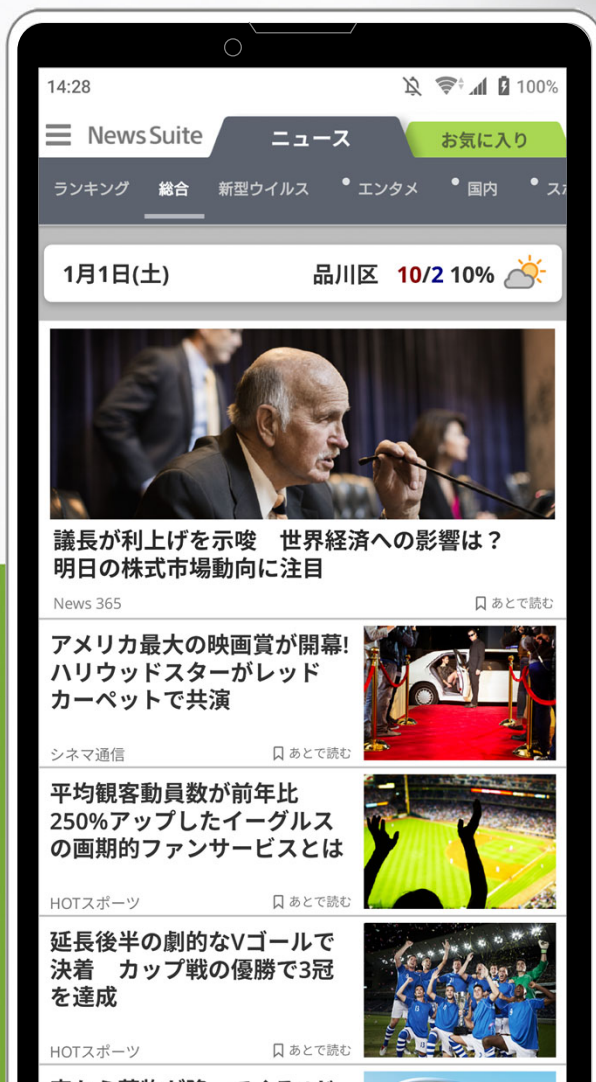 14:28
100%
News Suite
ニュース
お気に入り
ランキング
総合
新型ウイルス
エンタメ
国内
1月1日(土)
品川区 10/2 10%
議長が利上げを示唆　世界経済への影響は？
明日の株式市場動向に注目
News 365
あとで読む
アメリカ最大の映画賞が開幕!
ハリウッドスターがレッド
カーペットで共演
シネマ通信
あとで読む
平均観客動員数が前年比
250%アップしたイーグルス
の画期的ファンサービスとは
HOTスポーツ
あとで読む
延長後半の劇的なVゴールで
決着　カップ戦の優勝で3冠
を達成
HOTスポーツ
あとで読む